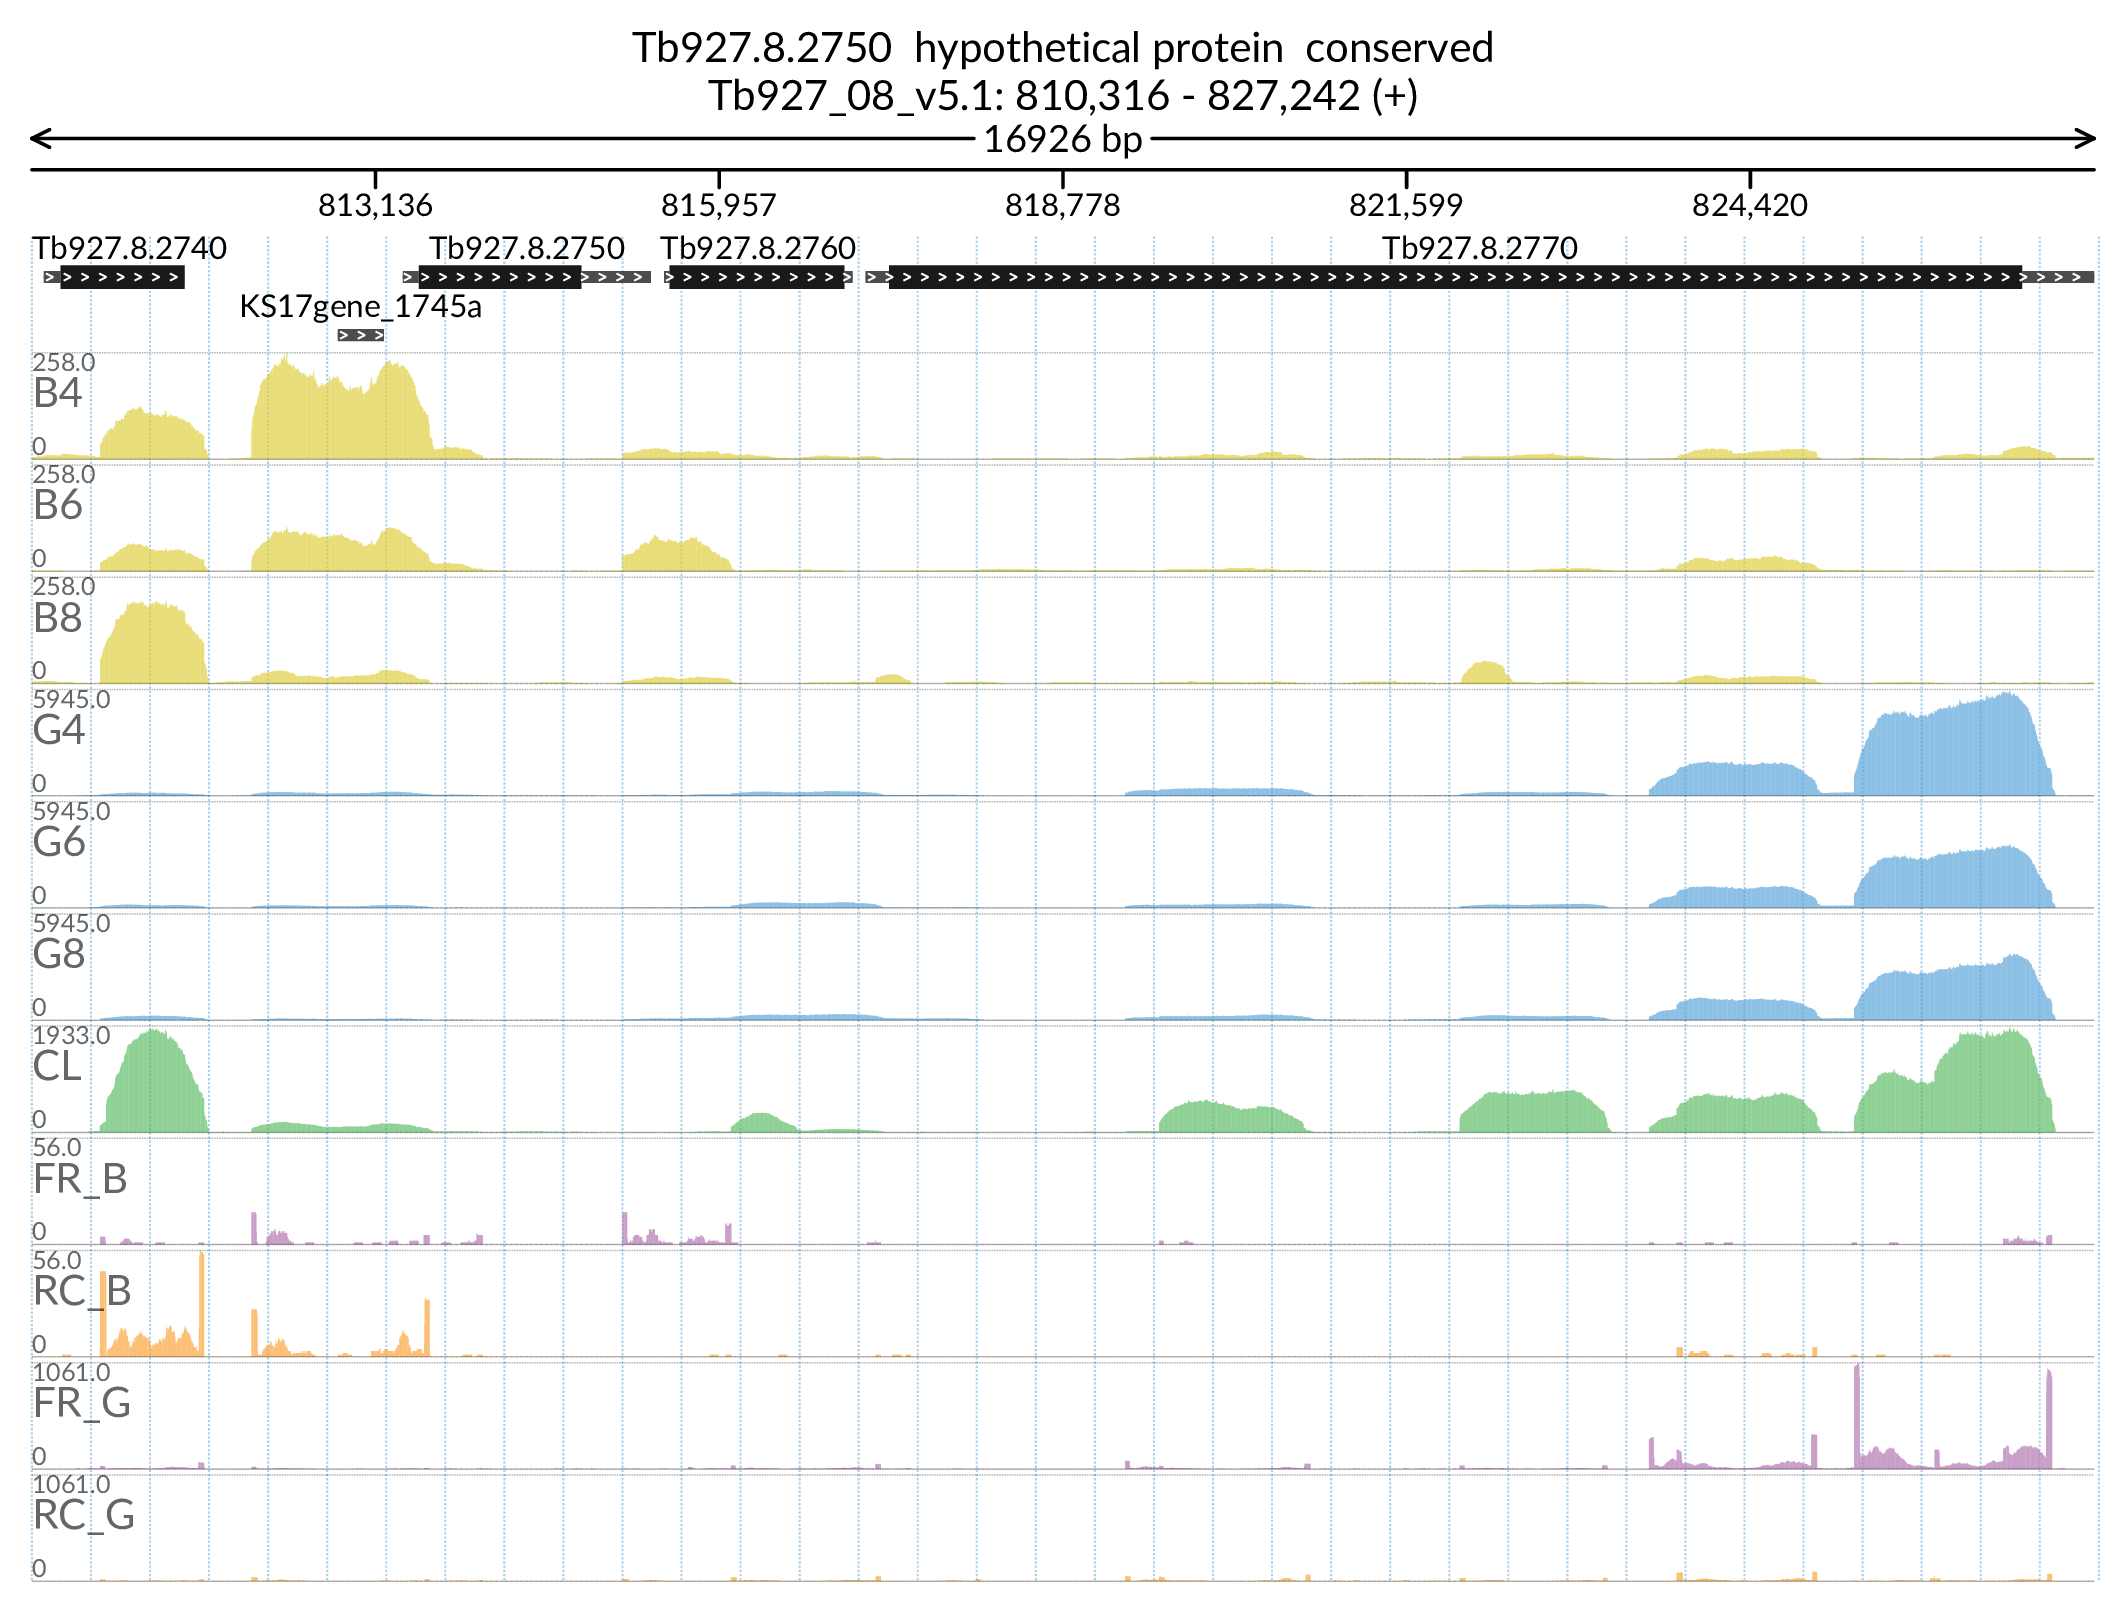 Tb927.8.2750  hypothetical protein  conserved
Tb927_08_v5.1: 810,316 - 827,242 (+)
16926 bp
813,136 815,957 818,778 821,599 824,420
Tb927.8.2740 Tb927.8.2750 Tb927.8.2760 Tb927.8.2770
KS17gene_1745a
258.0
B4
0
258.0
B6
0
258.0
B8
0
5945.0
G4
0
5945.0
G6
0
5945.0
G8
0
1933.0
CL
0
56.0
FR_B
0
56.0
RC_B
0
1061.0
FR_G
0
1061.0
RC_G
0